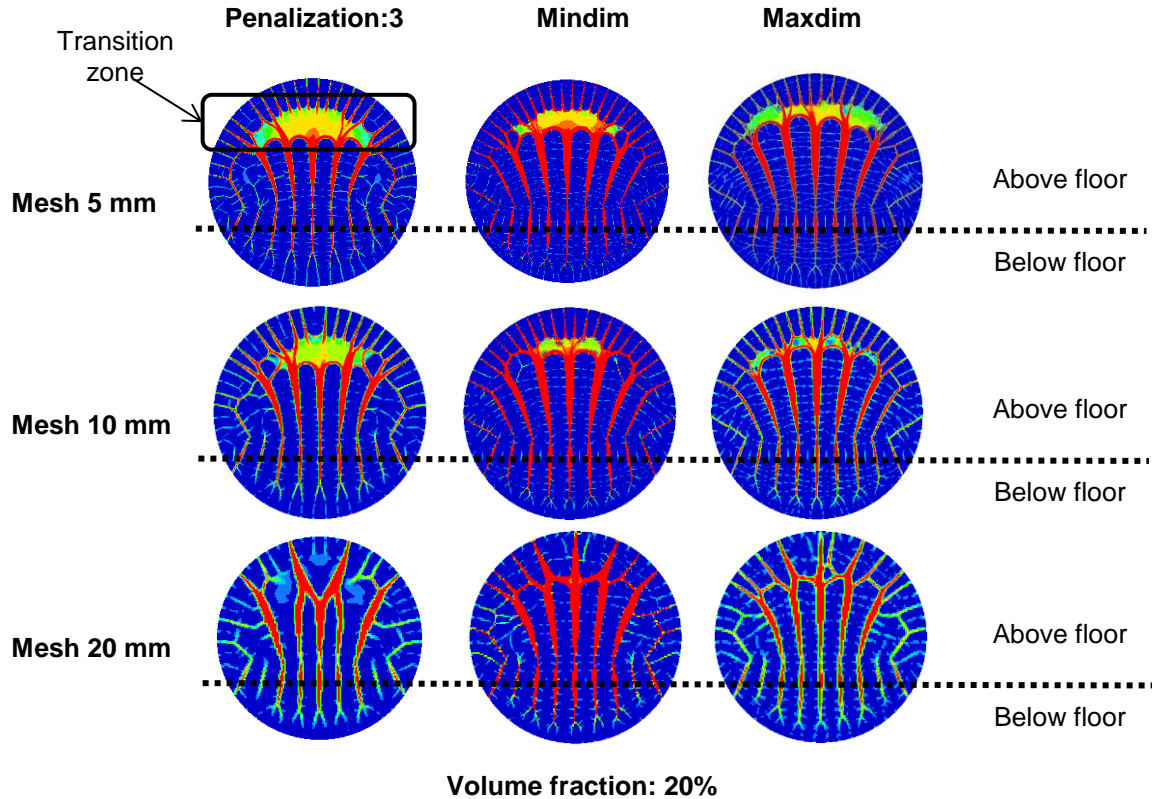 Penalization:3
Mindim
Maxdim
Transition
zone
Mesh 5 mm
Above floor
Below floor
Mesh 10 mm
Above floor
Below floor
Mesh 20 mm
Above floor
Below floor
Volume fraction: 20%